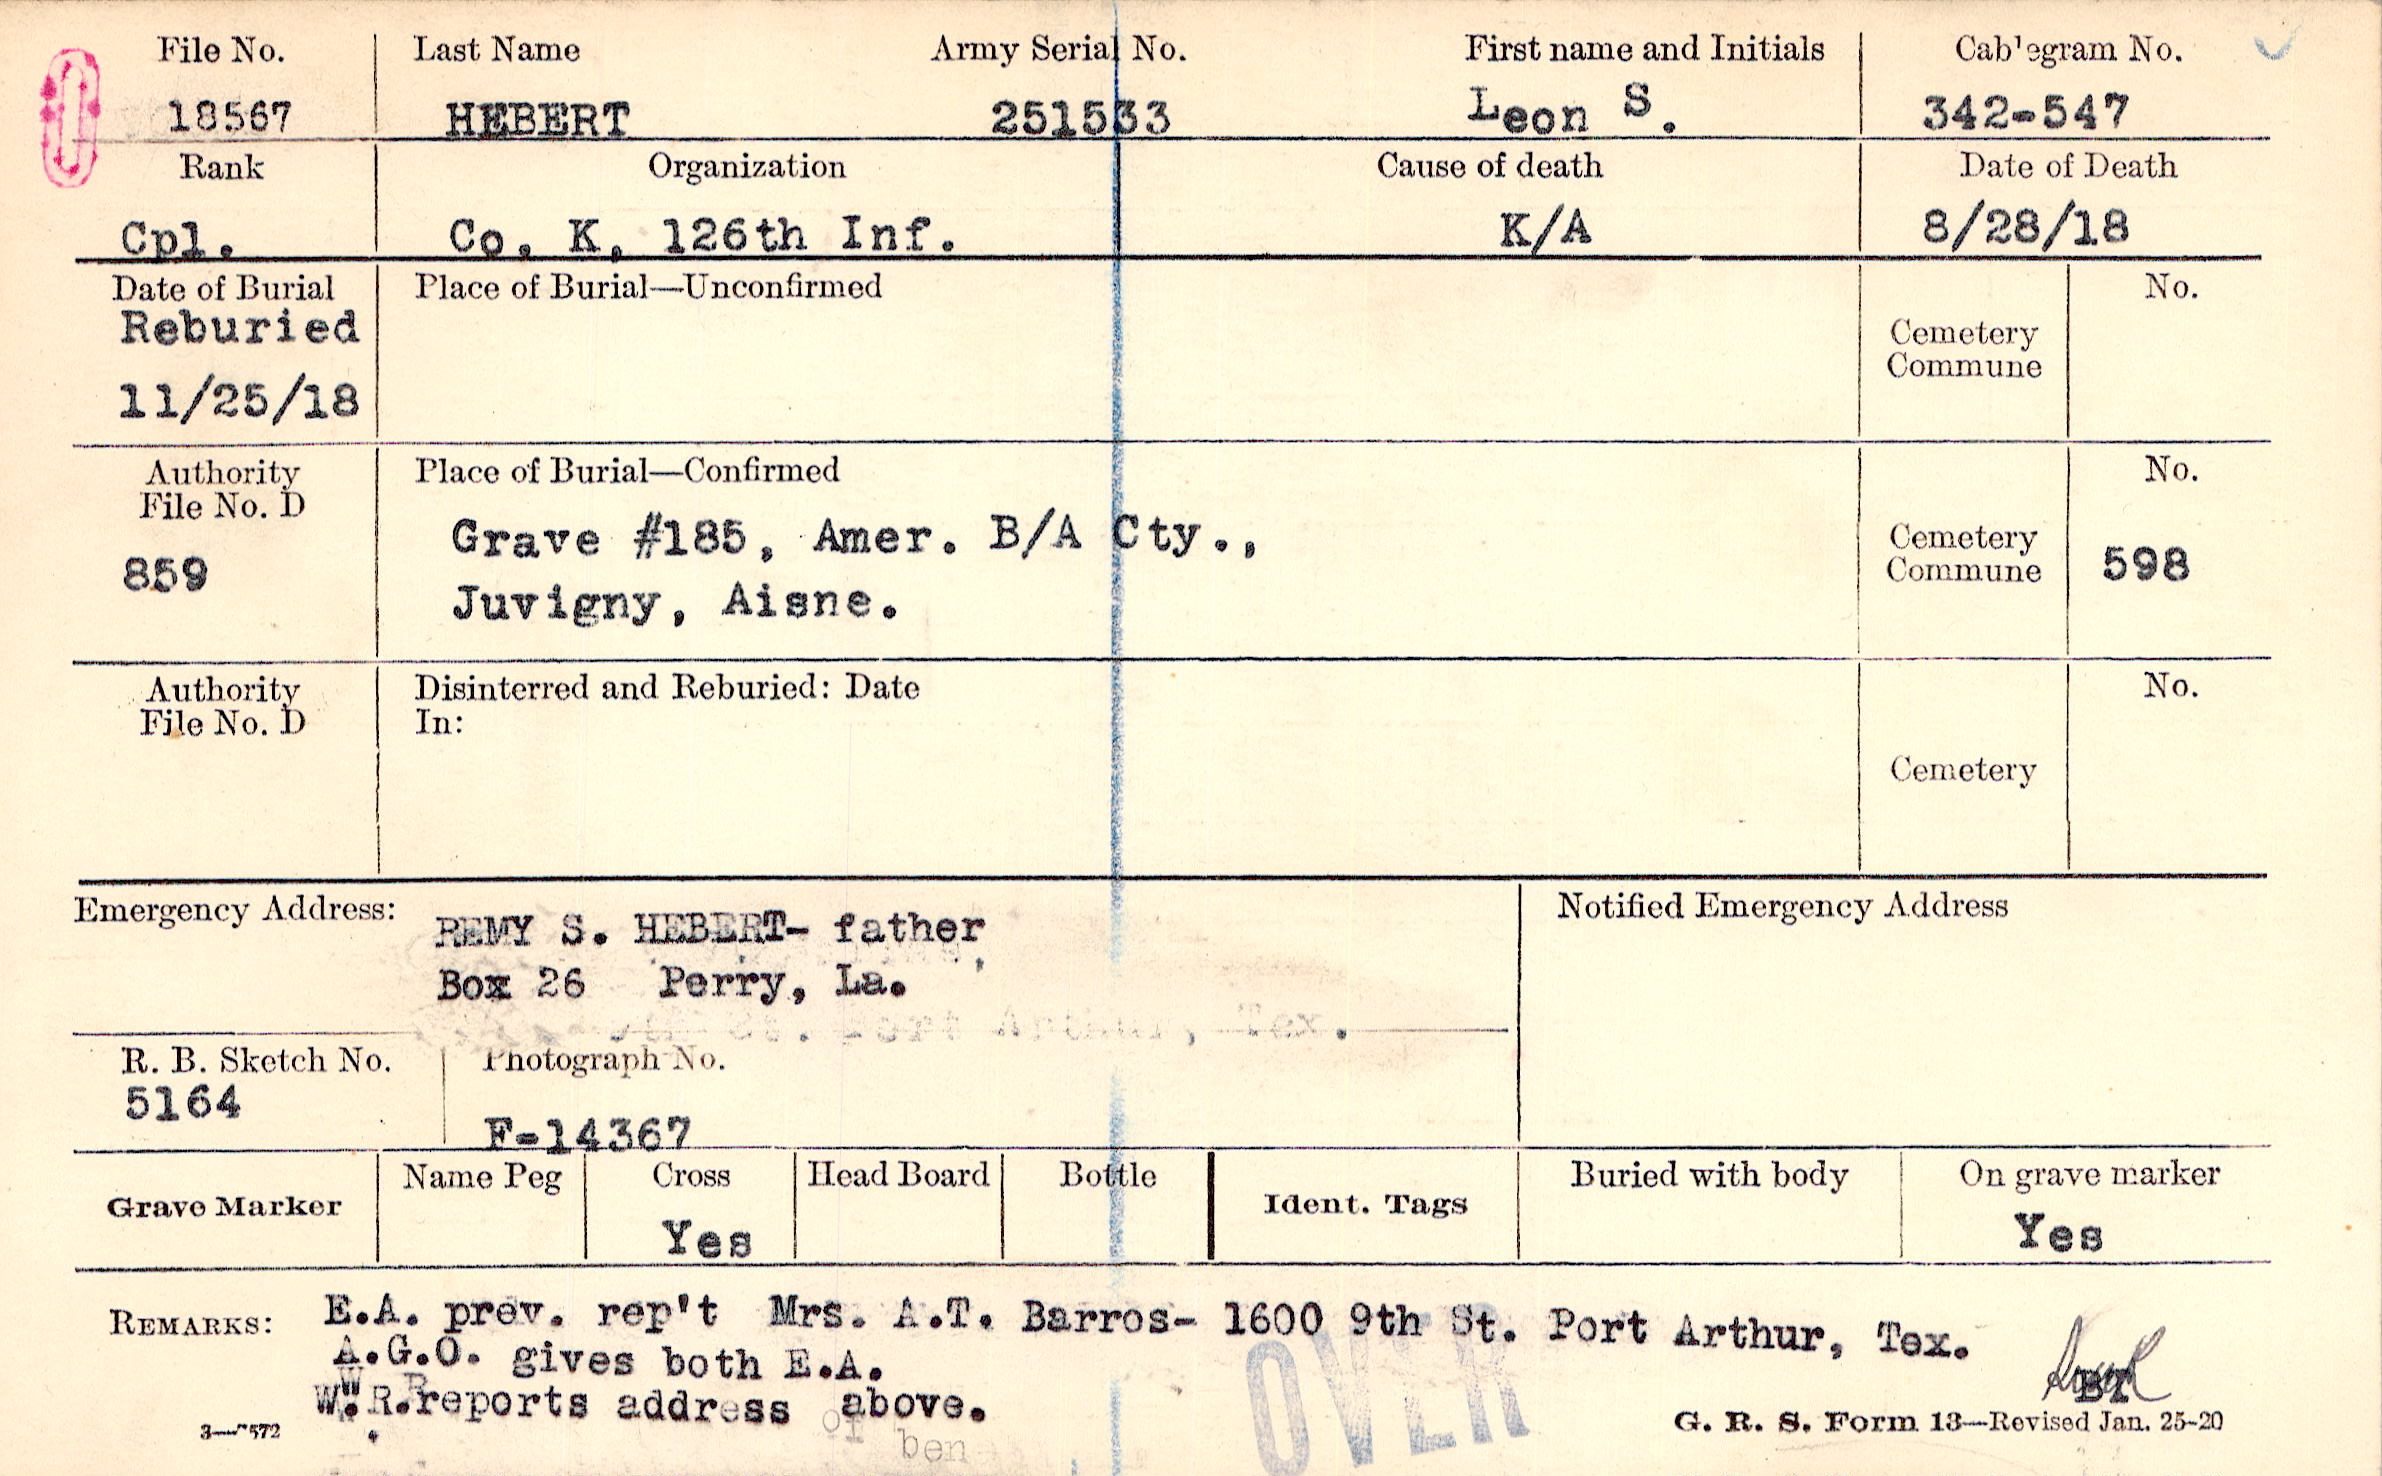 File No. Last Name Army Serial No. First name and Initials Cablegram No.
18567 HEBERT 251533 Leon S. 342-547
Rank Organization Cause of death Date of Death
Cpl. Co. K, 126th Inf. K/A 8/28/18
Date of Burial Place of Burial—Unconfirmed No.
Reburied
11/25/18
Cemetery
Commune
Authority Place of Burial—Confirmed No.
File No. D
859
Grave #185, Amer. B/A Cty.,
Juvigny, Aisne.
Cemetery
Commune 598
Authority Disinterred and Reburied: Date No.
File No. D In:
Cemetery
Emergency Address: Notified Emergency Address
REMY S. HEBERT- father
Box 26 Perry, La.
9th St. Port Arthur, Tex.
R. B. Sketch No. Photograph No.
5164
F-14367
Grave Marker Name Peg Cross Head Board Bottle Ident. Tags Buried with body On grave marker
Yes Yes
REMARKS: E.A. prev. rep't Mrs. A.T. Barros- 1600 9th St. Port Arthur, Tex.
A.G.O. gives both E.A.
W.R. reports address above.
OVER
BT
G. R. S. Form 13—Revised Jan. 25-20